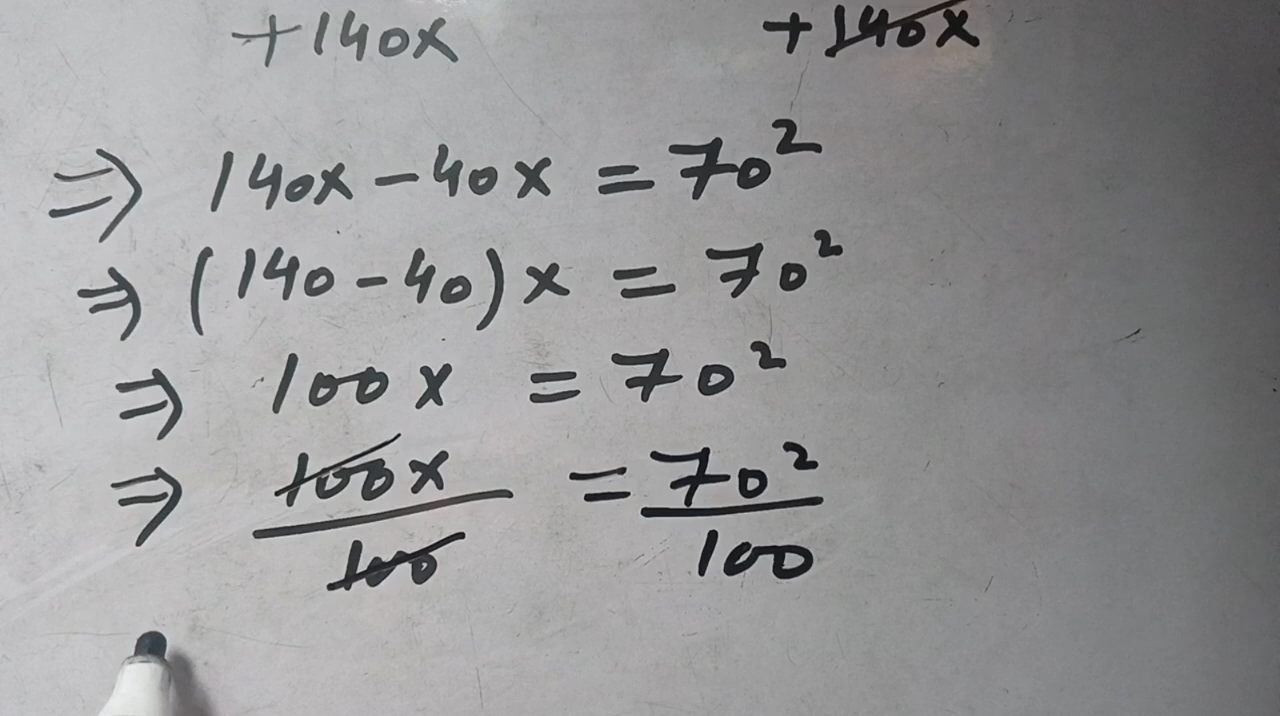 +140x +140x
⇒ 140x - 40x = 70²
⇒ (140 - 40)x = 70²
⇒ 100x = 70²
⇒ 100x/100 = 70²/100